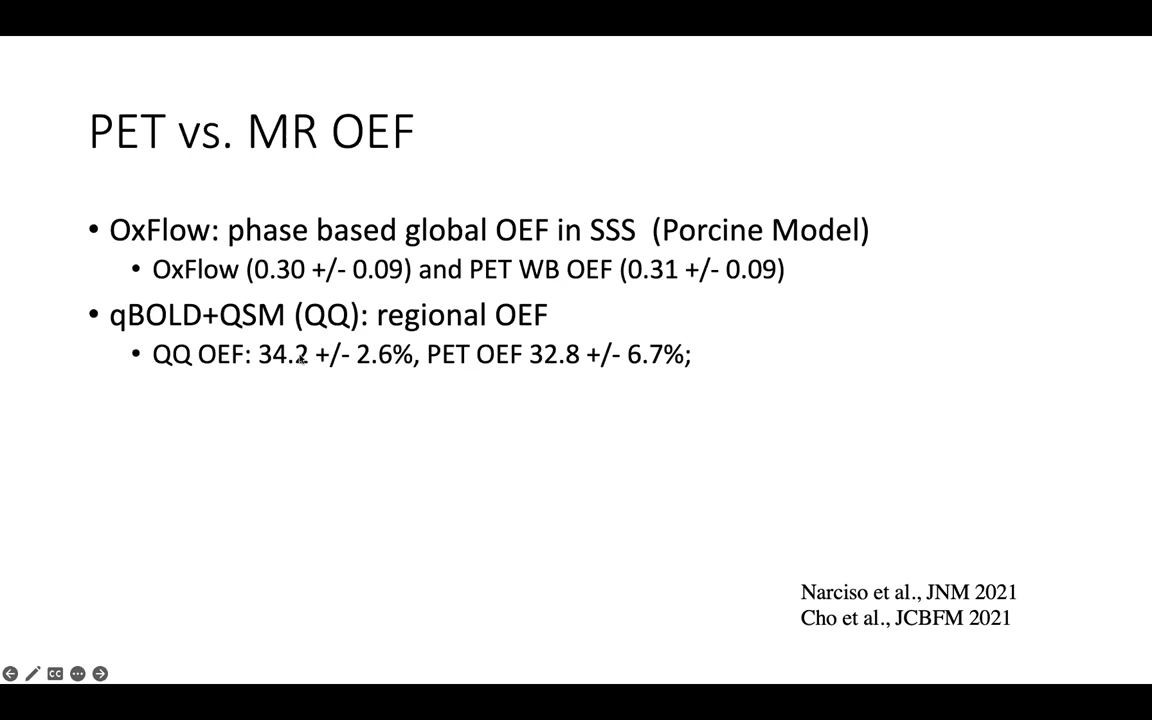 PET vs. MR OEF
• OxFlow: phase based global OEF in SSS  (Porcine Model)
• OxFlow (0.30 +/- 0.09) and PET WB OEF (0.31 +/- 0.09)
• qBOLD+QSM (QQ): regional OEF
• QQ OEF: 34.2 +/- 2.6%, PET OEF 32.8 +/- 6.7%;
Narciso et al., JNM 2021
Cho et al., JCBFM 2021
CC